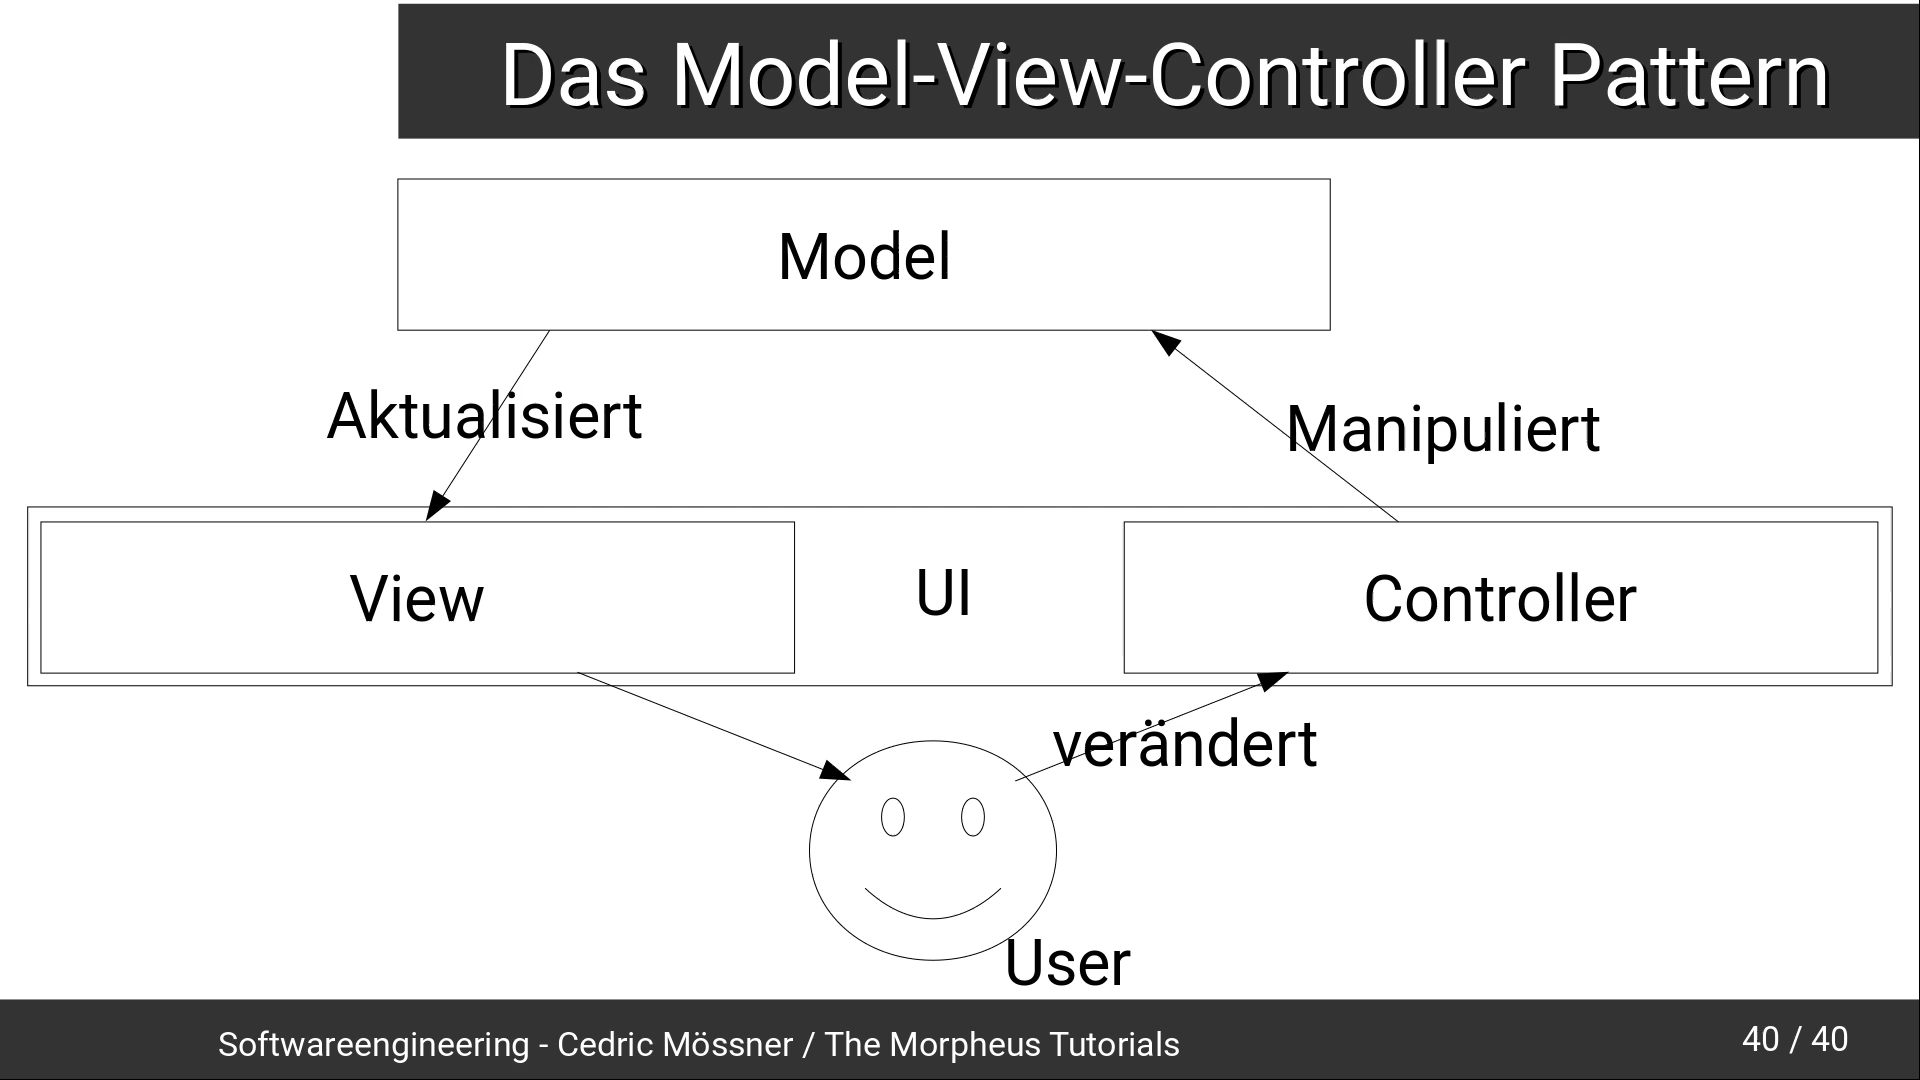 Das Model-View-Controller Pattern
Model
Aktualisiert
Manipuliert
View
UI
Controller
verändert
User
Softwareengineering - Cedric Mössner / The Morpheus Tutorials
40 / 40